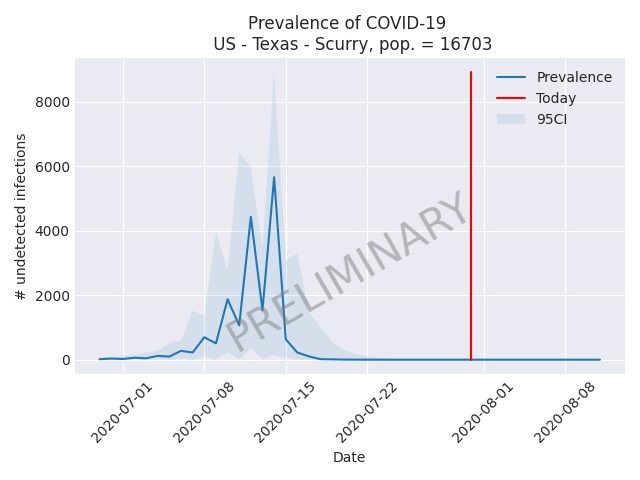 Prevalence of COVID-19
US - Texas - Scurry, pop. = 16703
Prevalence
Today
95CI
8000
6000
4000
2000
0
# undetected infections
PRELIMINARY
2020-07-01
2020-07-08
2020-07-15
2020-07-22
2020-08-01
2020-08-08
Date